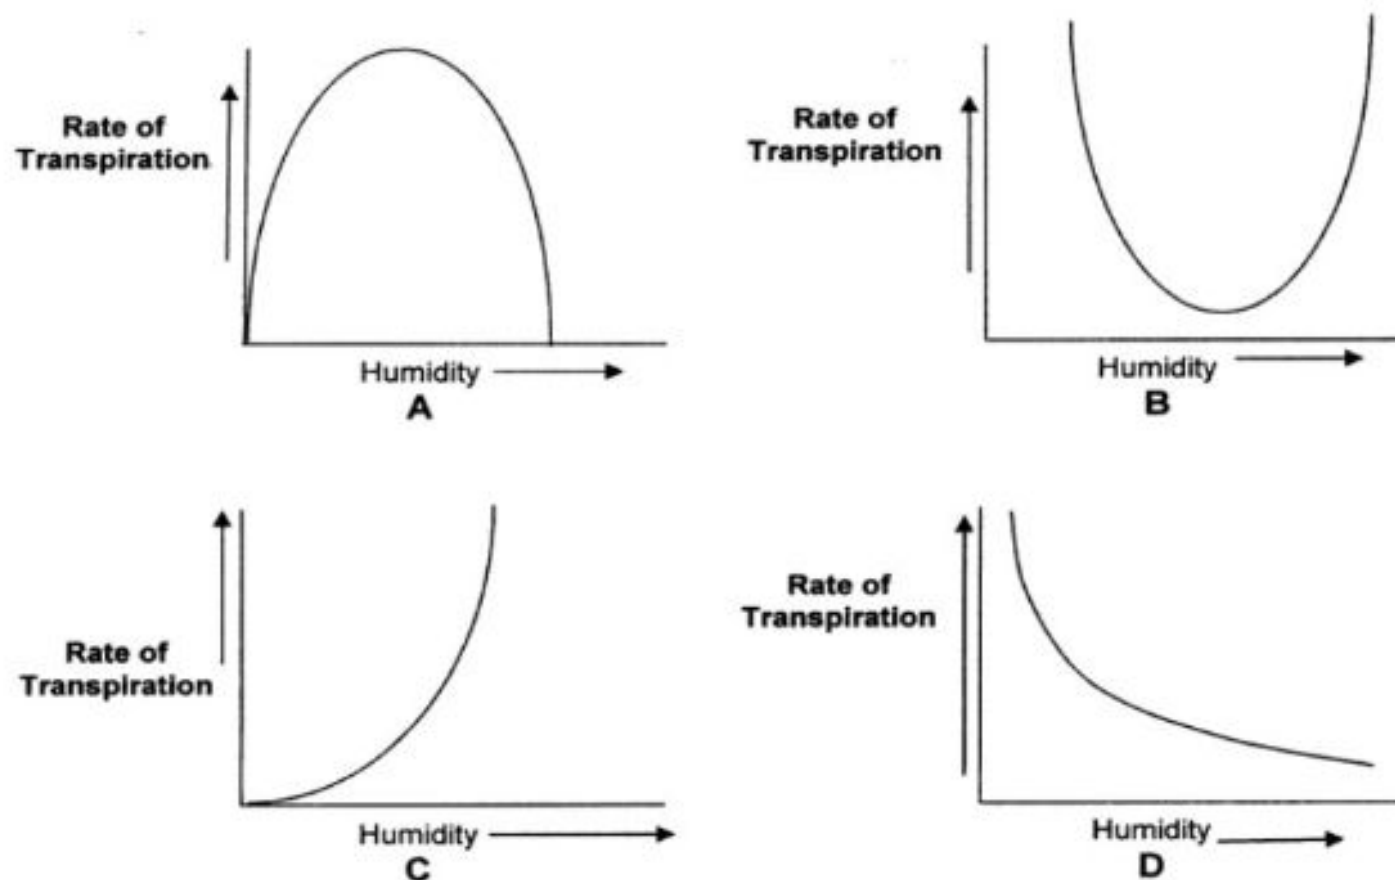 Rate of
Transpiration
Humidity
A
Rate of
Transpiration
Humidity
B
Rate of
Transpiration
Humidity
C
Rate of
Transpiration
Humidity
D